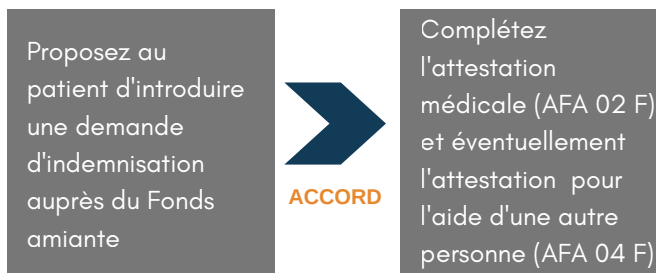 Proposez au
patient d'introduire
une demande
d'indemnisation
auprès du Fonds
amiante
ACCORD
Complétez
l'attestation
médicale (AFA 02 F)
et éventuellement
l'attestation pour
l'aide d'une autre
personne (AFA 04 F)